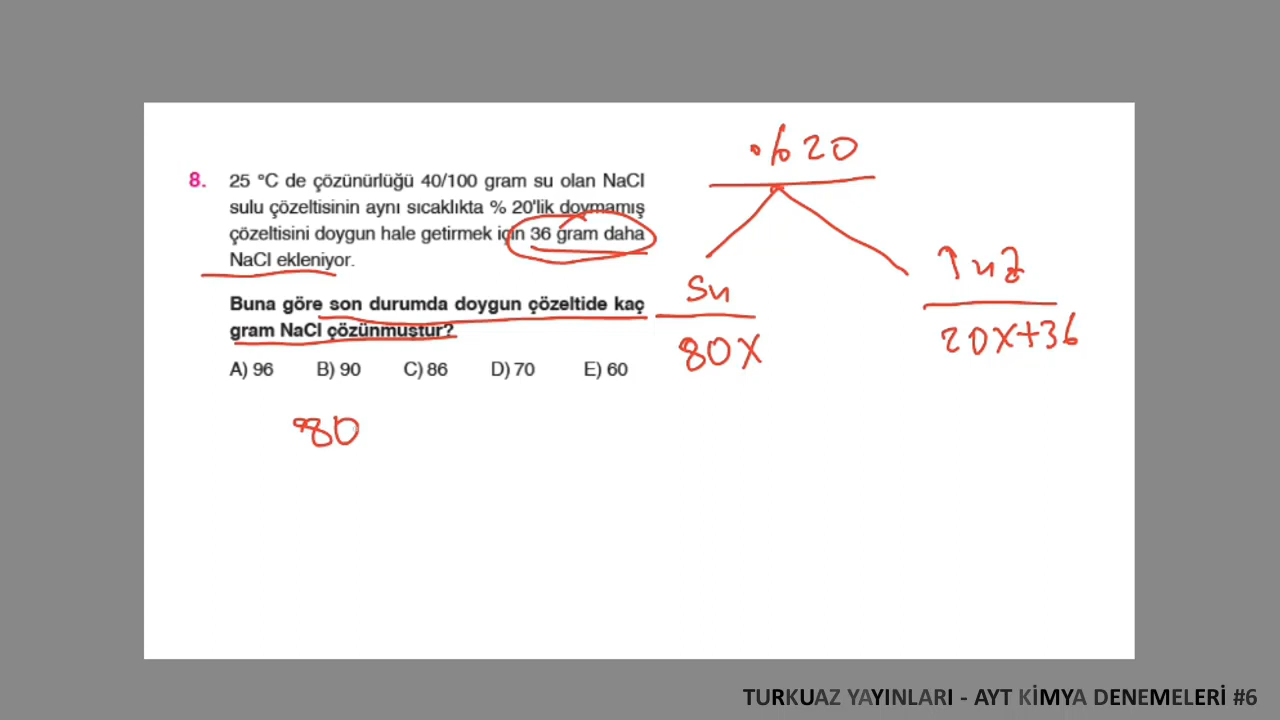 8. 25 °C de çözünürlüğü 40/100 gram su olan NaCl
sulu çözeltisinin aynı sıcaklıkta % 20'lik doymamış
çözeltisini doygun hale getirmek için 36 gram daha
NaCl ekleniyor.
Buna göre son durumda doygun çözeltide kaç
gram NaCl çözünmüştür?
A) 96 B) 90 C) 86 D) 70 E) 60
80
%20
Su
80X
Tuz
20X+36
TURKUAZ YAYINLARI - AYT KİMYA DENEMELERİ #6